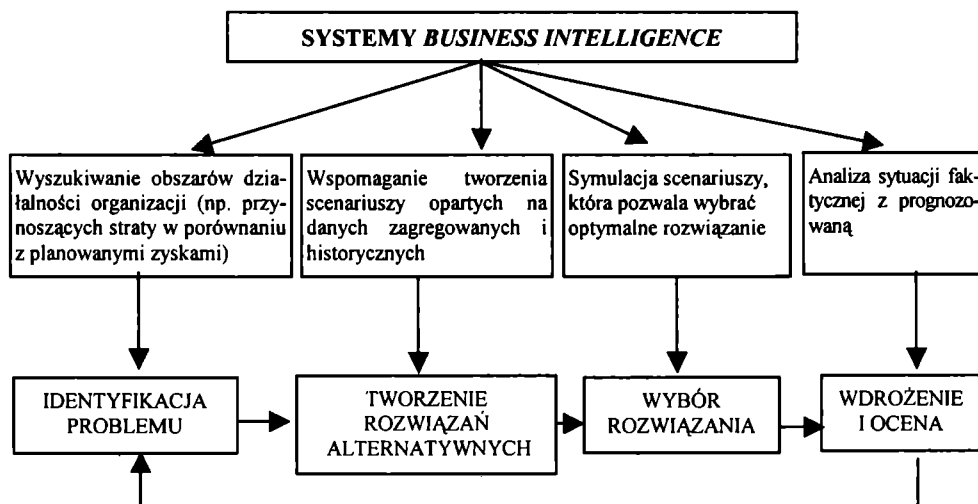 SYSTEMY BUSINESS INTELLIGENCE
Wyszukiwanie obszarów dzia-
łalności organizacji (np. przy-
noszących straty w porównaniu
z planowanymi zyskami)
Wspomaganie tworzenia
scenariuszy opartych na
danych zagregowanych i
historycznych
Symulacja scenariuszy,
która pozwala wybrać
optymalne rozwiązanie
Analiza sytuacji fak-
tycznej z prognozo-
waną
IDENTYFIKACJA
PROBLEMU
TWORZENIE
ROZWIĄZAŃ
ALTERNATYWNYCH
WYBÓR
ROZWIĄZANIA
WDROŻENIE
I OCENA